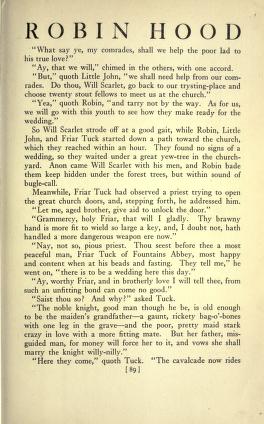 ROBIN HOOD
"What say ye, my comrades, shall we help the poor lad to
his true love?"
"Ay, that we will," chimed in the others, with one accord.
"But," quoth Little John, "we shall need help from our com-
rades. Do thou, Will Scarlet, go back to our trysting-place and
choose twenty stout fellows to meet us at the church."
"Yea," quoth Robin, "and tarry not by the way. As for us,
we will go with this youth to see how they make ready for the
wedding."
So Will Scarlet strode off at a good gait, while Robin, Little
John, and Friar Tuck started down a path toward the church,
which they reached within an hour. They found no signs of a
wedding, so they waited under a great yew-tree in the church-
yard. Anon came Will Scarlet with his men, and Robin bade
them keep hidden under the forest trees, but within sound of
bugle-call.
Meanwhile, Friar Tuck had observed a priest trying to open
the great church doors, and, stepping forth, he addressed him.
"Let me, aged brother, give aid to unlock the door."
"Grammercy, holy Friar, that will I gladly. Thy brawny
hand is more fit to wield so large a key, and, I doubt not, hath
handled a more dangerous weapon ere now."
"Nay, not so, pious priest. Thou seest before thee a most
peaceful man, Friar Tuck of Fountains Abbey, most happy
and content when at his beads and fasting. They tell me," he
went on, "there is to be a wedding here this day."
"Ay, worthy Friar, and in brotherly love I will tell thee, from
such an unfitting bond can come no good."
"Saist thou so? And why?" asked Tuck.
"The noble knight, good man though he be, is old enough
to be the maiden's grandfather—a gaunt, rickety bag-o'-bones
with one leg in the grave—and the poor, pretty maid stark
crazy in love with a more fitting mate. But her father, mis-
guided man, for money will force her to it, and vows she shall
marry the knight willy-nilly."
"Here they come," quoth Tuck. "The cavalcade now rides
[89]